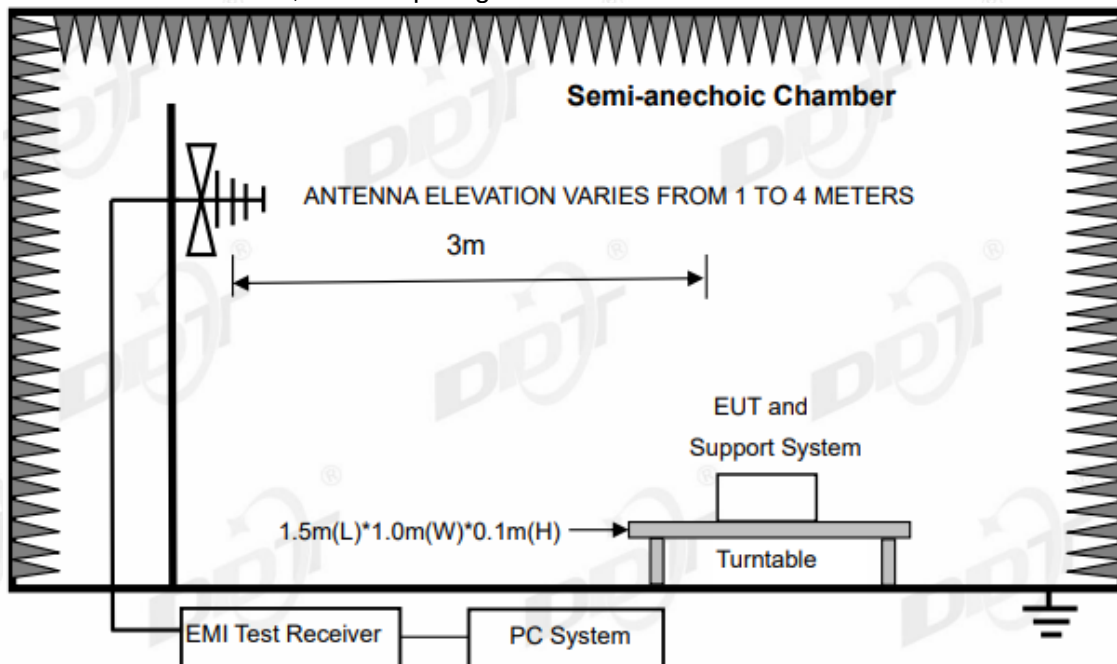 Semi-anechoic Chamber
ANTENNA ELEVATION VARIES FROM 1 TO 4 METERS
3m
EUT and
Support System
1.5m(L)*1.0m(W)*0.1m(H)
Turntable
EMI Test Receiver
PC System
DDT
®